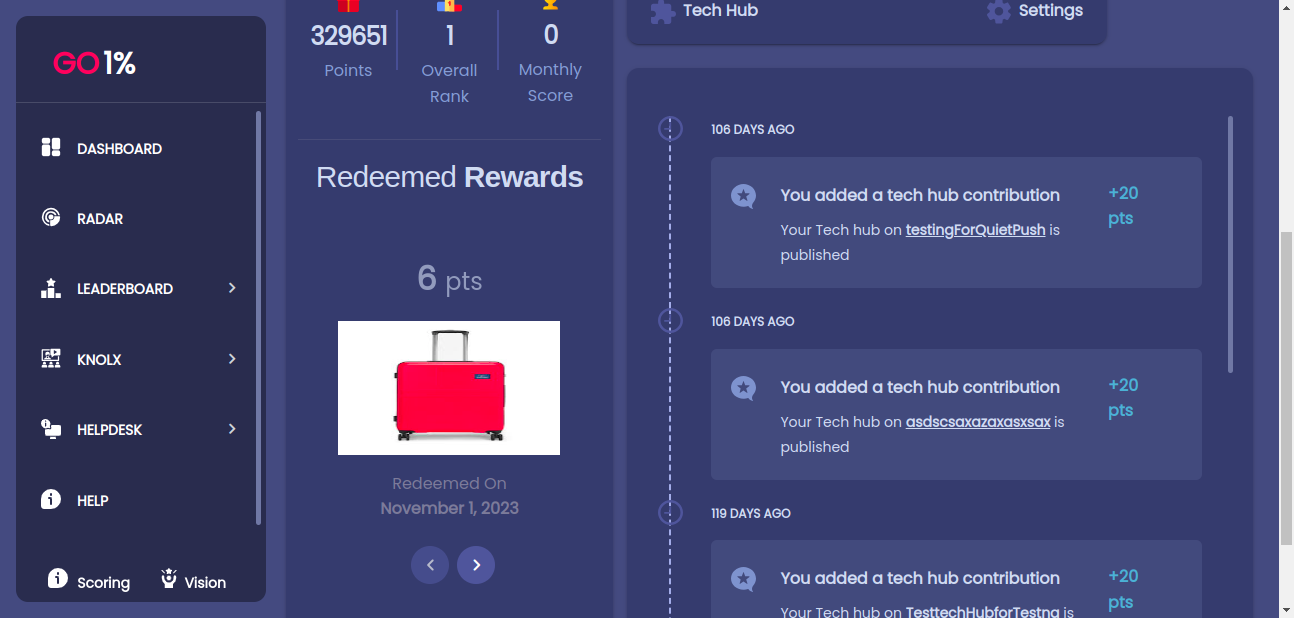 GO 1%
DASHBOARD
RADAR
LEADERBOARD
KNOLX
HELPDESK
HELP
Scoring
Vision
329651
Points
1
Overall
Rank
0
Monthly
Score
Redeemed Rewards
6 pts
Redeemed On
November 1, 2023
Tech Hub
Settings
106 DAYS AGO
You added a tech hub contribution
+20
pts
Your Tech hub on testingForQuietPush is
published
106 DAYS AGO
You added a tech hub contribution
+20
pts
Your Tech hub on asdscsaxazaxasxsax is
published
119 DAYS AGO
You added a tech hub contribution
+20
pts
Your Tech hub on TesttechHubforTestng is